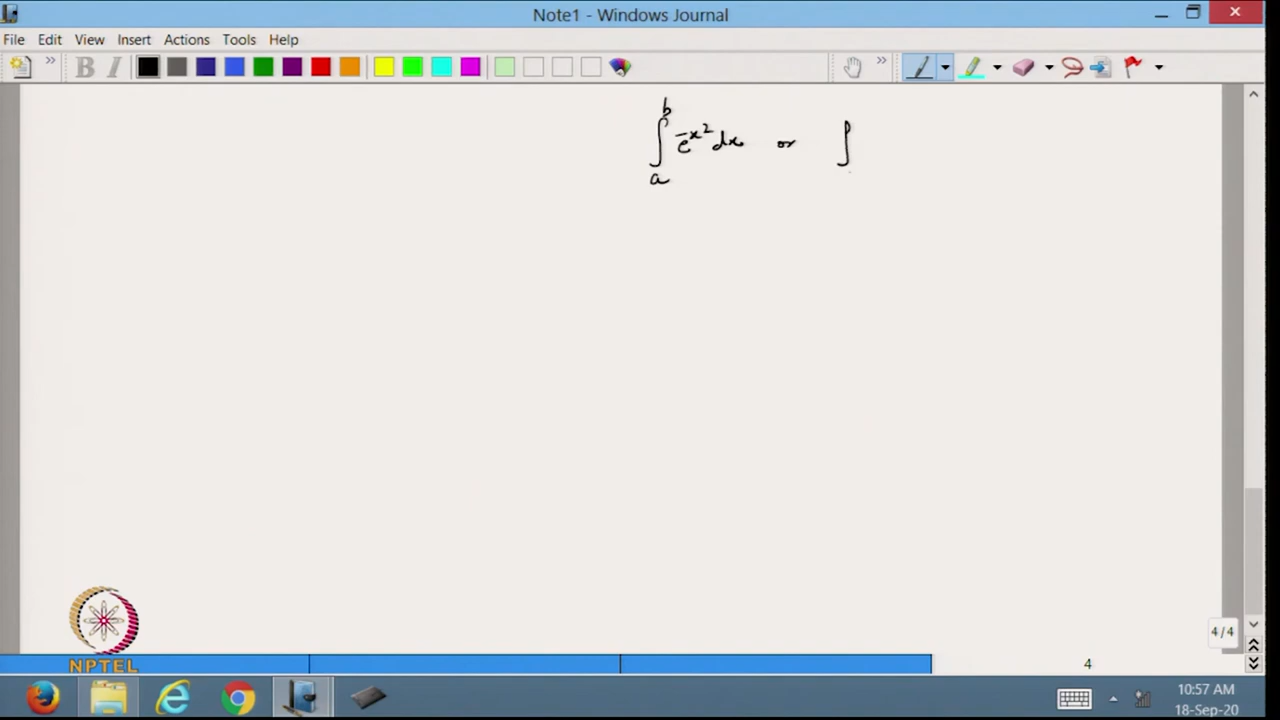 Note1 - Windows Journal
File Edit View Insert Actions Tools Help
B I
∫_a^b e^{-x^2} dx or ∫
4/4
NPTEL
4
10:57 AM
18-Sep-20